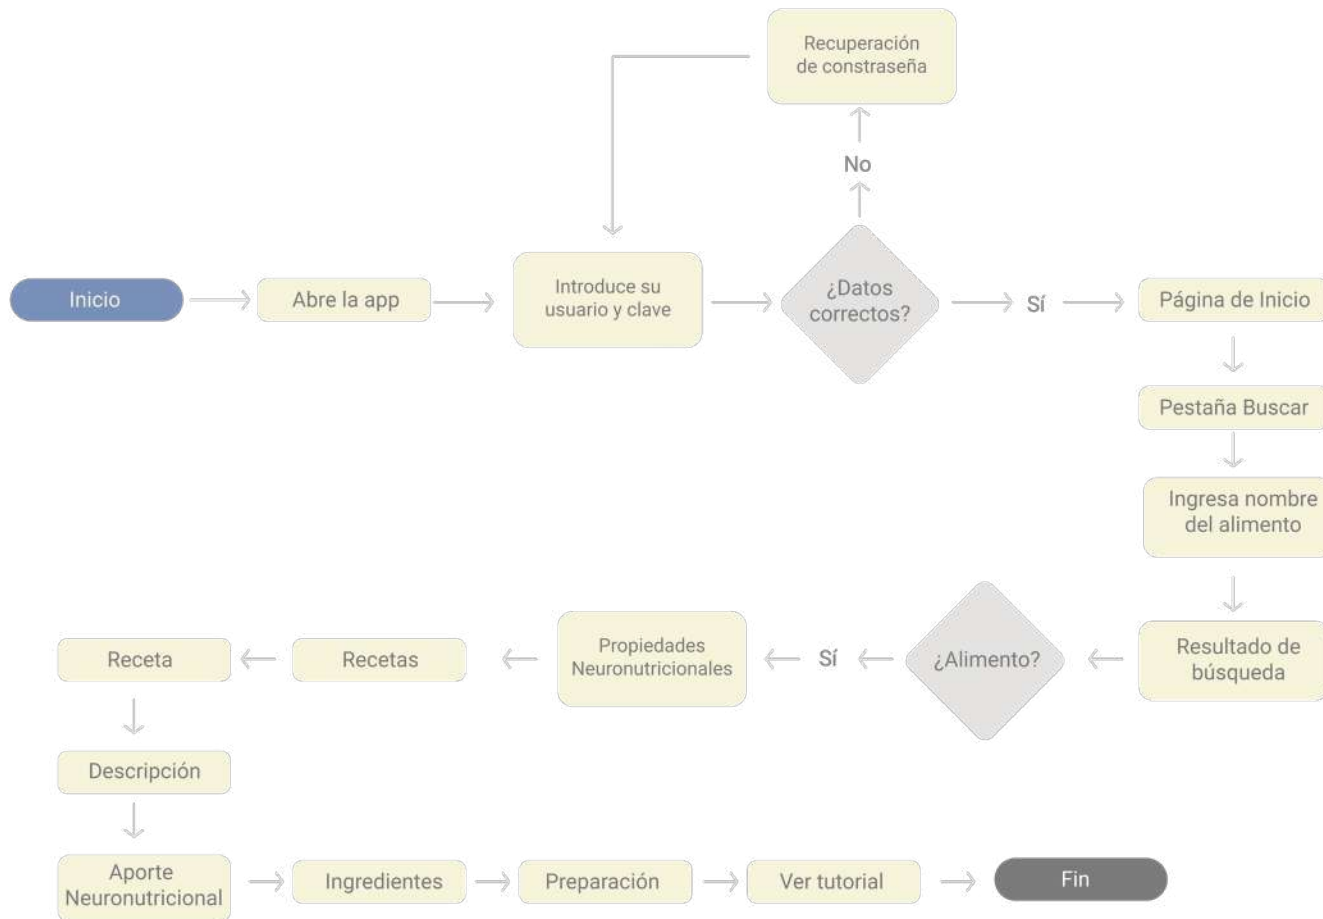 Recuperación
de constraseña
No
Inicio
Abre la app
Introduce su
usuario y clave
¿Datos
correctos?
Sí
Página de Inicio
Pestaña Buscar
Ingresa nombre
del alimento
Resultado de
búsqueda
¿Alimento?
Sí
Propiedades
Neuronutricionales
Recetas
Receta
Descripción
Aporte
Neuronutricional
Ingredientes
Preparación
Ver tutorial
Fin